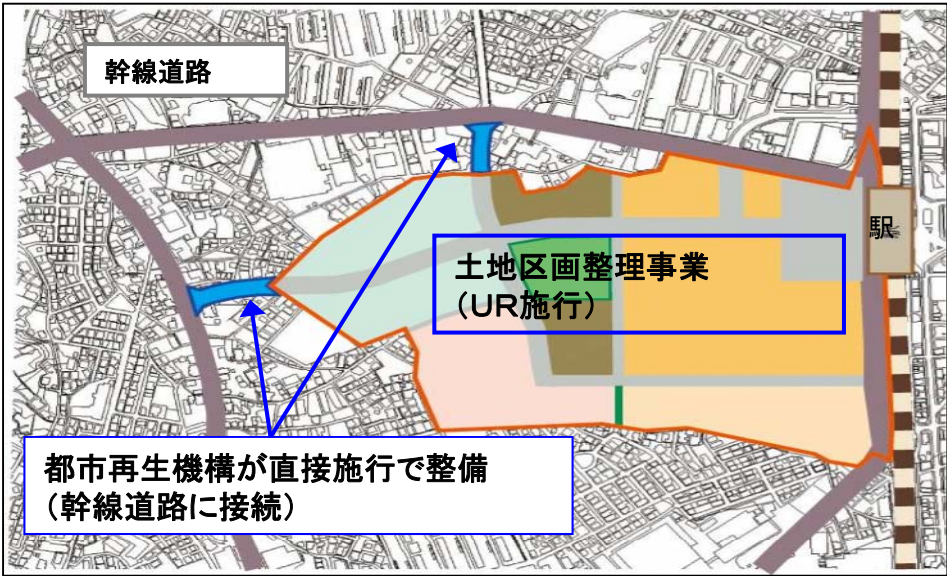 幹線道路
駅
土地区画整理事業
（UR施行）
都市再生機構が直接施行で整備
（幹線道路に接続）